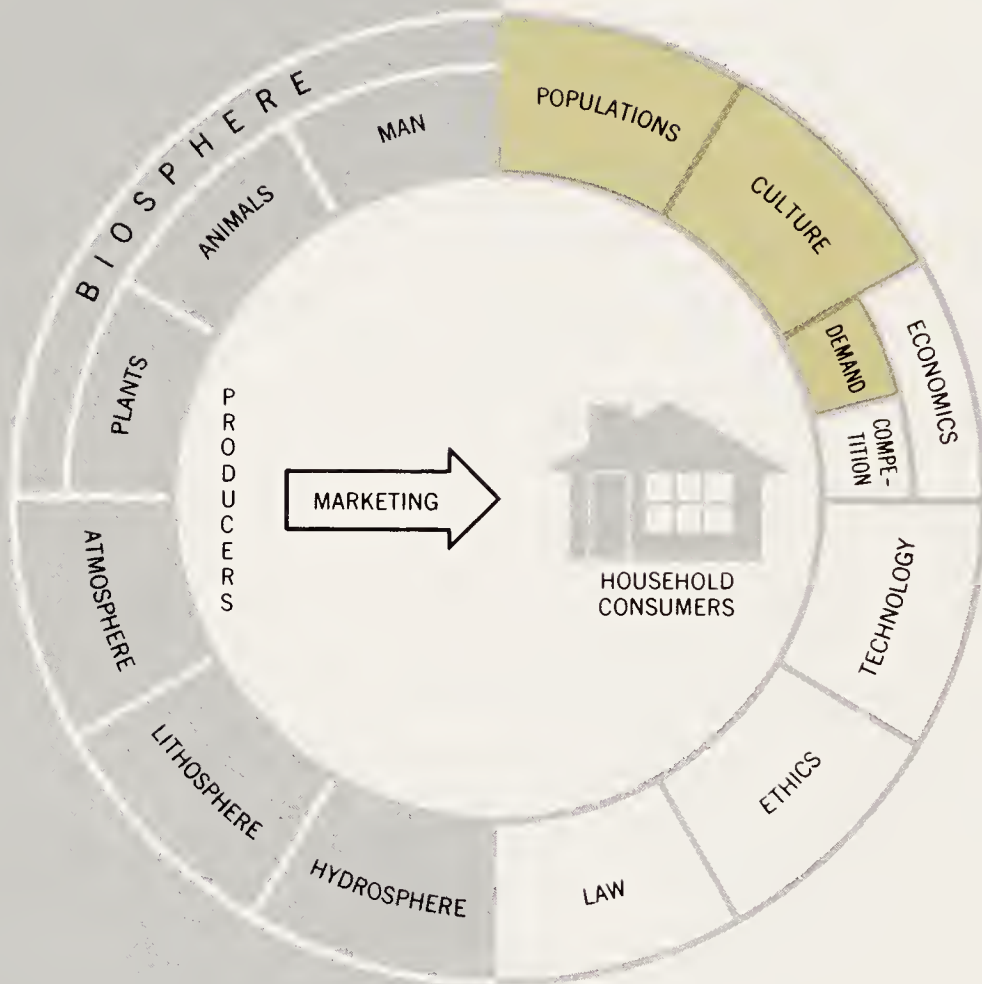 BIOSPHERE
MAN
ANIMALS
PLANTS
ATMOSPHERE
LITHOSPHERE
HYDROSPHERE
POPULATIONS
CULTURE
DEMAND
ECONOMICS
COMPE-
TITION
TECHNOLOGY
ETHICS
LAW
PRODUCERS
MARKETING
HOUSEHOLD
CONSUMERS